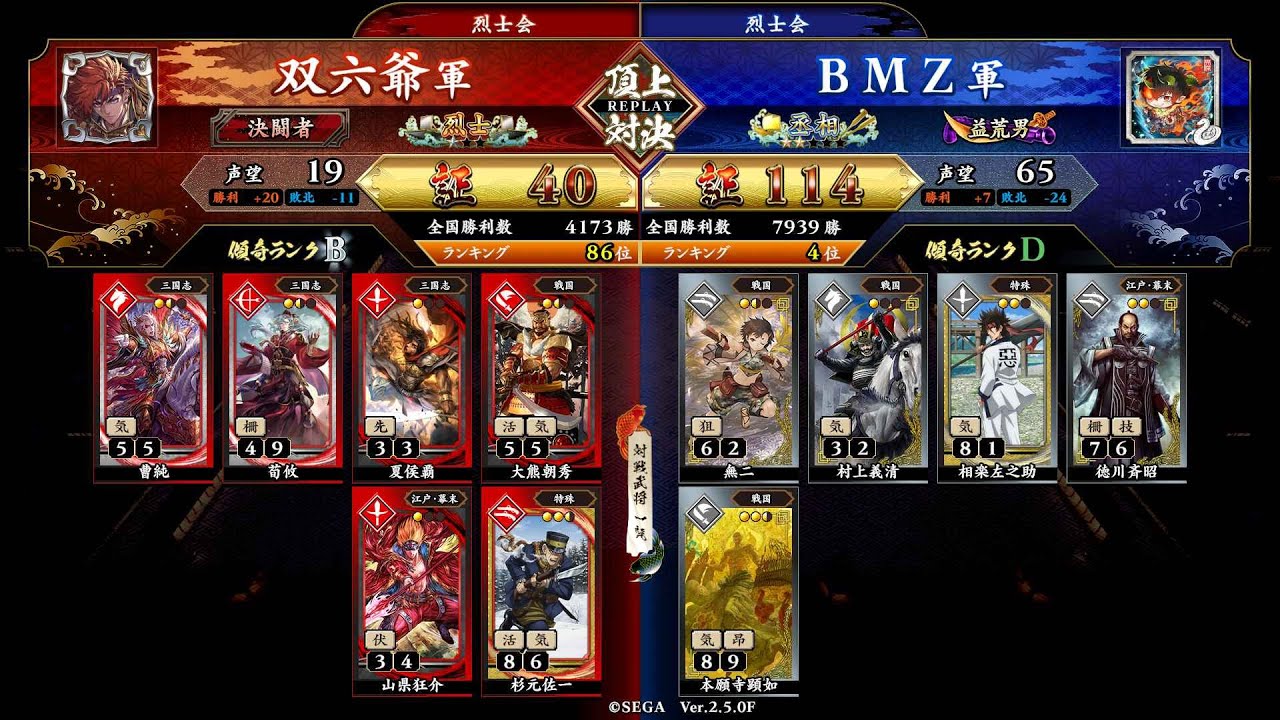 烈士会
烈士会
双六爺軍
頂上
REPLAY
対決
BMZ軍
決闘者
烈士
丞相
益荒男
声望 19
勝利 +20 敗北 -11
証 40
証 114
声望 65
勝利 +7 敗北 -24
全国勝利数 4173勝
全国勝利数 7939勝
傾奇ランクB
ランキング 86位
ランキング 4位
傾奇ランクD
三国志
気
5 5
曹純
三国志
柵
4 9
荀攸
三国志
先
3 3
夏侯覇
戦国
活 気
5 5
大熊朝秀
戦国
狙
6 2
無二
戦国
気
3 2
村上義清
特殊
惡
気
8 1
相楽左之助
江戸・幕末
柵 技
7 6
徳川斉昭
対戦武将一覧
江戸・幕末
伏
3 4
山県狂介
特殊
活 気
8 6
杉元佐一
戦国
気 昂
8 9
本願寺顕如
©SEGA Ver.2.5.0F